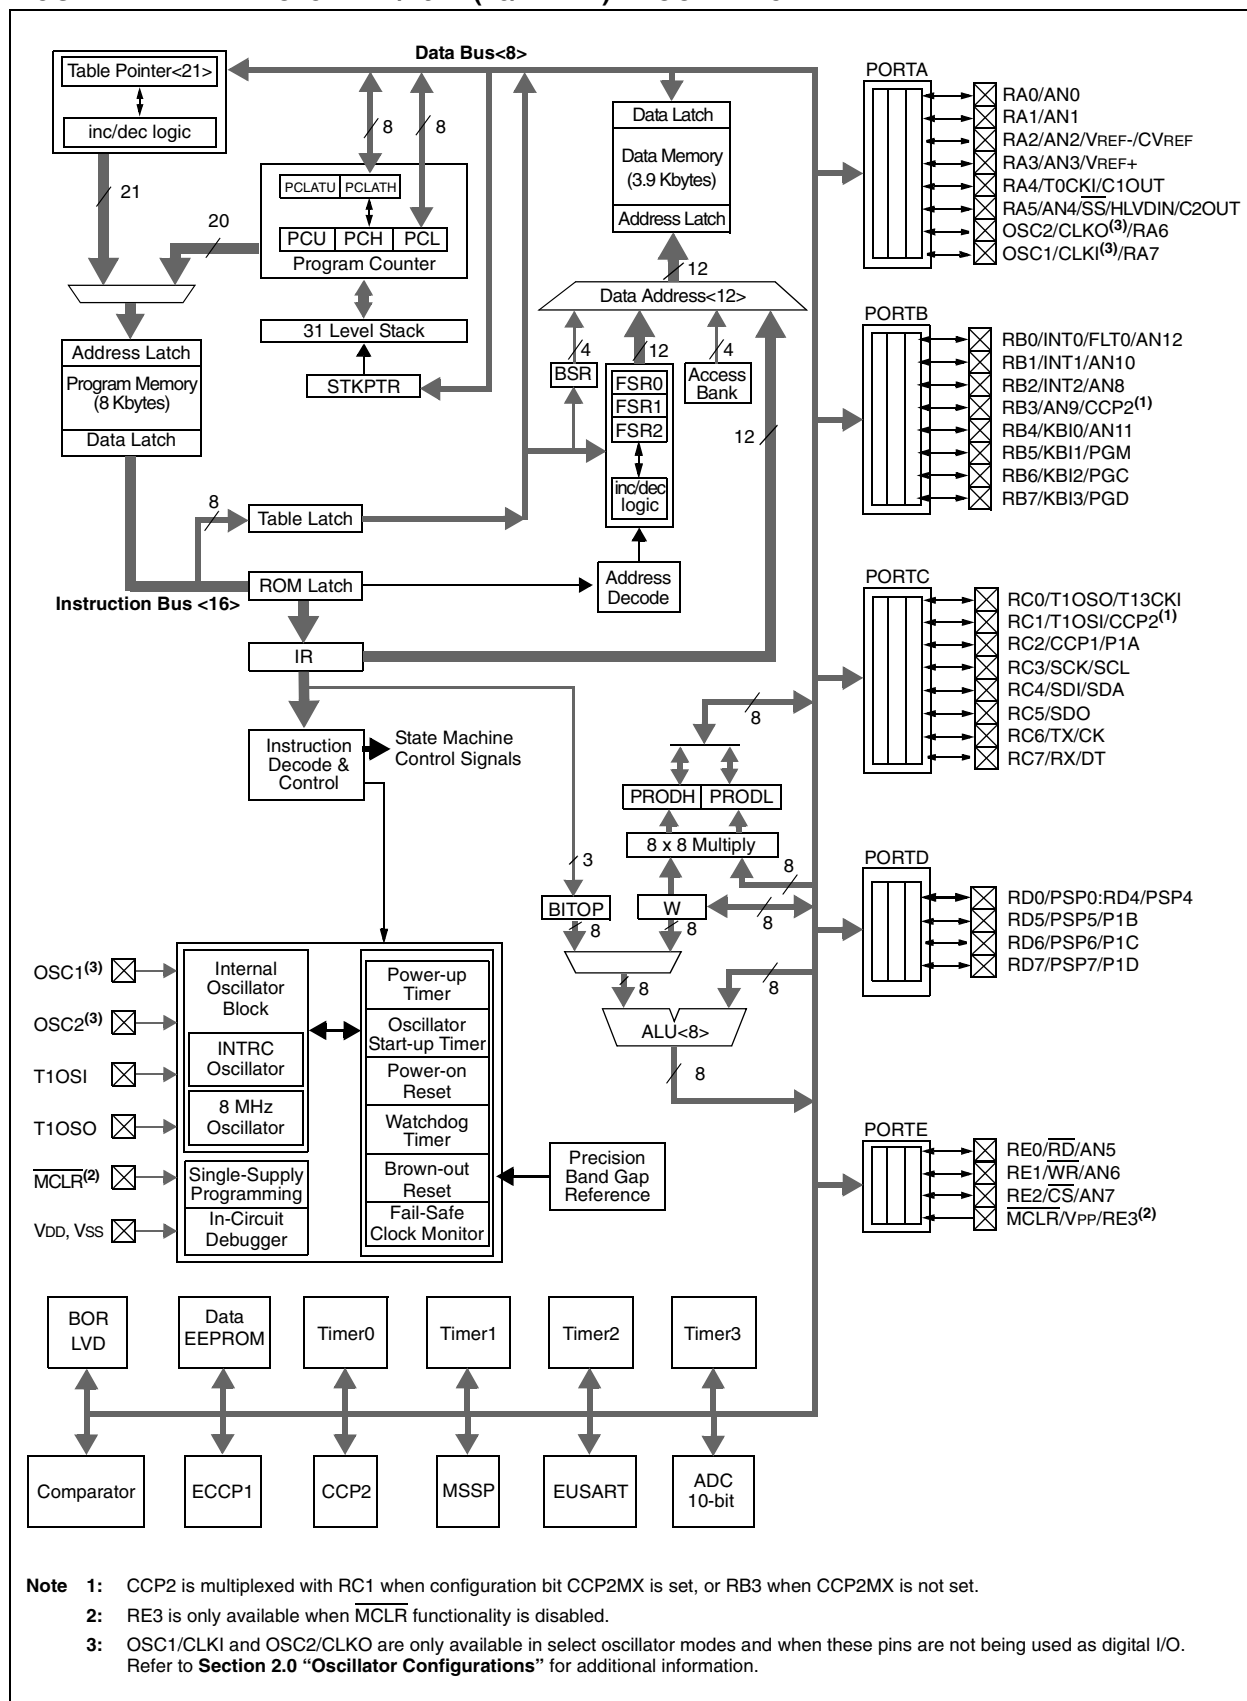 Data Bus<8>
Table Pointer<21>
inc/dec logic
21
20
8
8
PCLATU PCLATH
PCU PCH PCL
Program Counter
31 Level Stack
STKPTR
Data Latch
Data Memory
(3.9 Kbytes)
Address Latch
12
Data Address<12>
4
12
4
BSR
FSR0
FSR1
FSR2
inc/dec
logic
Access
Bank
12
Address Latch
Program Memory
(8 Kbytes)
Data Latch
8
Table Latch
ROM Latch
Instruction Bus <16>
Address
Decode
IR
8
Instruction
Decode &
Control
State Machine
Control Signals
PRODH PRODL
8 x 8 Multiply
3
8
BITOP
W
8
8
8
8
8
ALU<8>
8
PORTA
RA0/AN0
RA1/AN1
RA2/AN2/VREF-/CVREF
RA3/AN3/VREF+
RA4/T0CKI/C1OUT
RA5/AN4/SS/HLVDIN/C2OUT
OSC2/CLKO(3)/RA6
OSC1/CLKI(3)/RA7
PORTB
RB0/INT0/FLT0/AN12
RB1/INT1/AN10
RB2/INT2/AN8
RB3/AN9/CCP2(1)
RB4/KBI0/AN11
RB5/KBI1/PGM
RB6/KBI2/PGC
RB7/KBI3/PGD
PORTC
RC0/T1OSO/T13CKI
RC1/T1OSI/CCP2(1)
RC2/CCP1/P1A
RC3/SCK/SCL
RC4/SDI/SDA
RC5/SDO
RC6/TX/CK
RC7/RX/DT
PORTD
RD0/PSP0:RD4/PSP4
RD5/PSP5/P1B
RD6/PSP6/P1C
RD7/PSP7/P1D
PORTE
RE0/RD/AN5
RE1/WR/AN6
RE2/CS/AN7
MCLR/VPP/RE3(2)
OSC1(3)
OSC2(3)
T1OSI
T1OSO
MCLR(2)
VDD, VSS
Internal
Oscillator
Block
INTRC
Oscillator
8 MHz
Oscillator
Single-Supply
Programming
In-Circuit
Debugger
Power-up
Timer
Oscillator
Start-up Timer
Power-on
Reset
Watchdog
Timer
Brown-out
Reset
Fail-Safe
Clock Monitor
Precision
Band Gap
Reference
BOR
LVD
Data
EEPROM
Timer0
Timer1
Timer2
Timer3
Comparator
ECCP1
CCP2
MSSP
EUSART
ADC
10-bit
Note 1: CCP2 is multiplexed with RC1 when configuration bit CCP2MX is set, or RB3 when CCP2MX is not set.
2: RE3 is only available when MCLR functionality is disabled.
3: OSC1/CLKI and OSC2/CLKO are only available in select oscillator modes and when these pins are not being used as digital I/O.
Refer to Section 2.0 “Oscillator Configurations” for additional information.